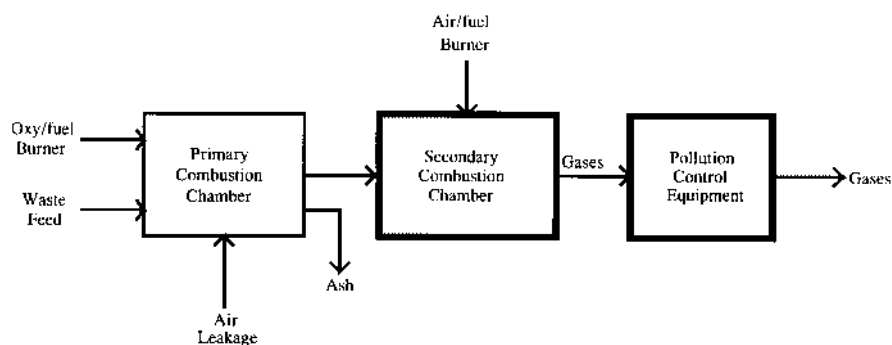 Air/fuel
Burner
Oxy/fuel
Burner
Primary
Combustion
Chamber
Secondary
Combustion
Chamber
Gases
Pollution
Control
Equipment
Gases
Waste
Feed
Ash
Air
Leakage